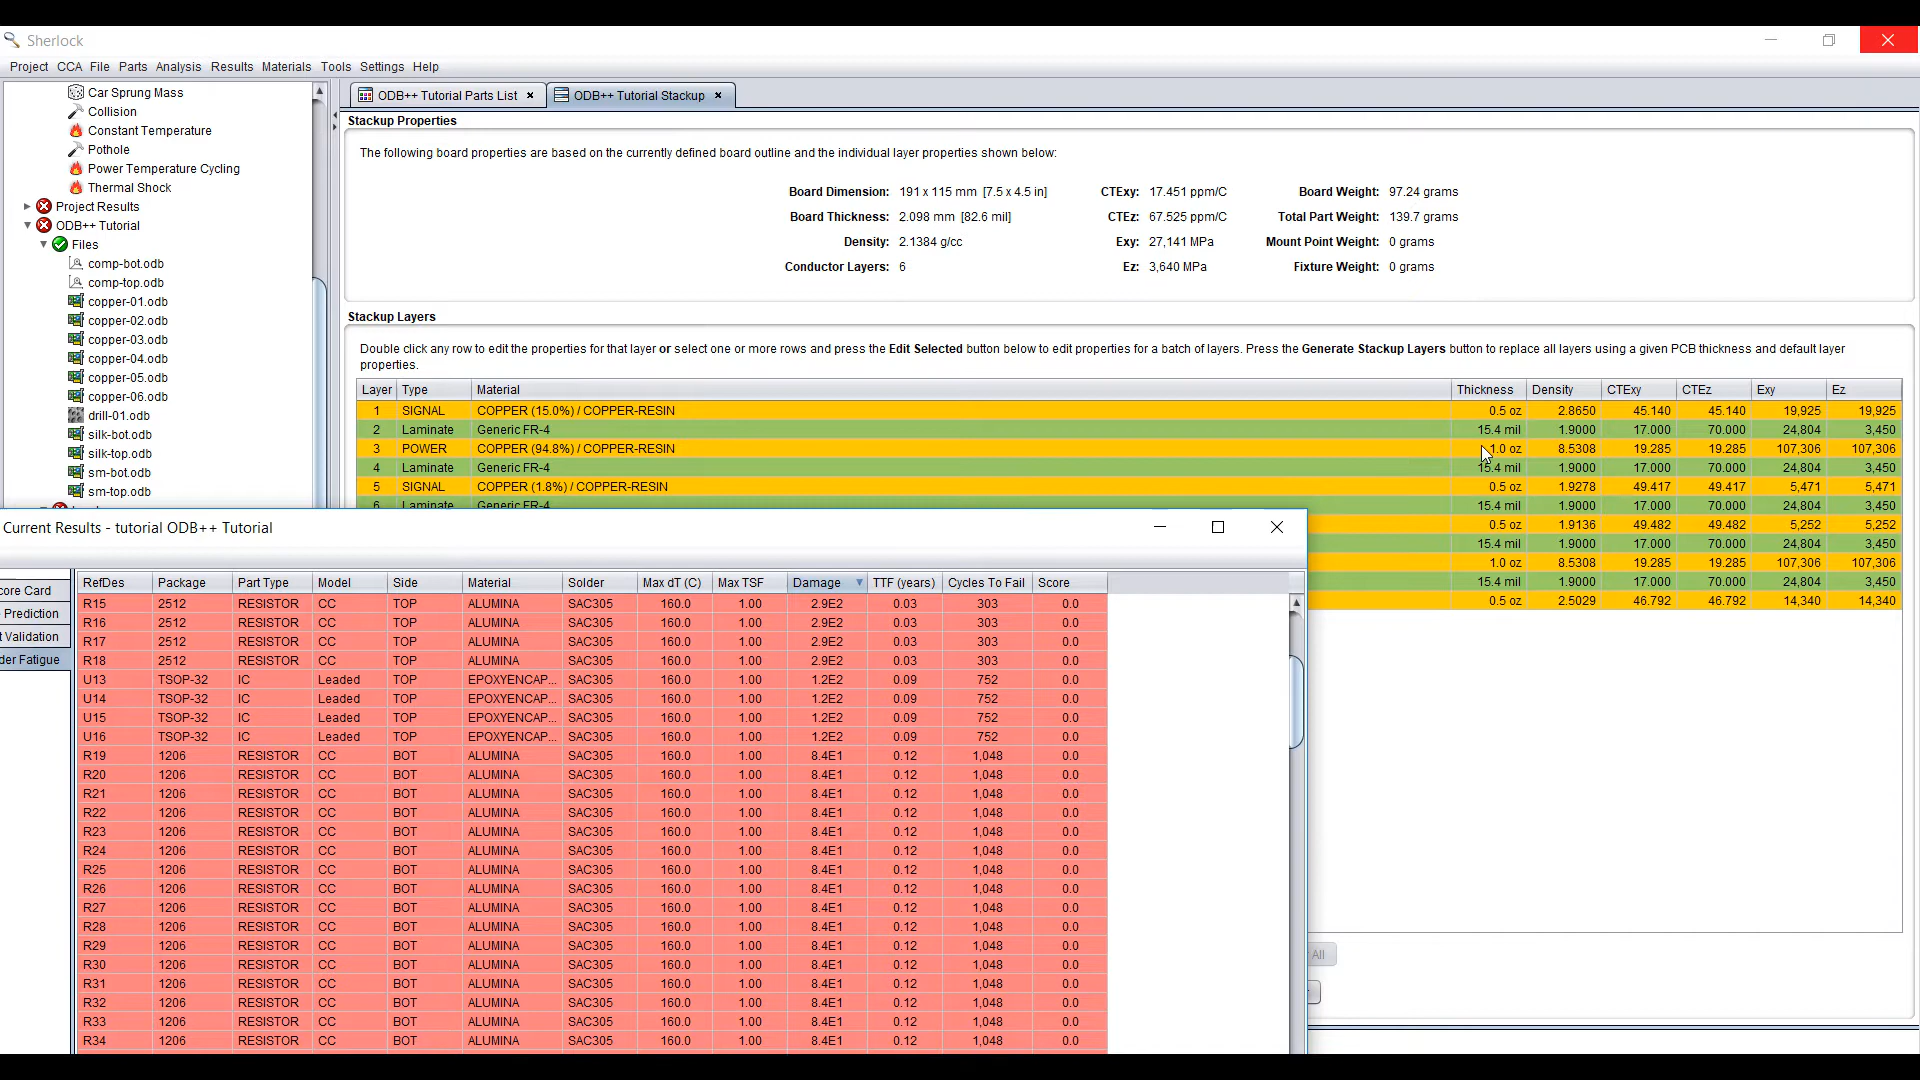 Sherlock
Project CCA File Parts Analysis Results Materials Tools Settings Help
Car Sprung Mass
Collision
Constant Temperature
Pothole
Power Temperature Cycling
Thermal Shock
Project Results
ODB++ Tutorial
Files
comp-bot.odb
comp-top.odb
copper-01.odb
copper-02.odb
copper-03.odb
copper-04.odb
copper-05.odb
copper-06.odb
drill-01.odb
silk-bot.odb
silk-top.odb
sm-bot.odb
sm-top.odb
ODB++ Tutorial Parts List ODB++ Tutorial Stackup
Stackup Properties
The following board properties are based on the currently defined board outline and the individual layer properties shown below:
Board Dimension: 191 x 115 mm [7.5 x 4.5 in] CTExy: 17.451 ppm/C Board Weight: 97.24 grams
Board Thickness: 2.098 mm [82.6 mil] CTEz: 67.525 ppm/C Total Part Weight: 139.7 grams
Density: 2.1384 g/cc Exy: 27,141 MPa Mount Point Weight: 0 grams
Conductor Layers: 6 Ez: 3,640 MPa Fixture Weight: 0 grams
Stackup Layers
Double click any row to edit the properties for that layer or select one or more rows and press the Edit Selected button below to edit properties for a batch of layers. Press the Generate Stackup Layers button to replace all layers using a given PCB thickness and default layer
properties.
Layer Type Material Thickness Density CTExy CTEz Exy Ez
1 SIGNAL COPPER (15.0%) / COPPER-RESIN 0.5 oz 2.8650 45.140 45.140 19,925 19,925
2 Laminate Generic FR-4 15.4 mil 1.9000 17.000 70.000 24,804 3,450
3 POWER COPPER (94.8%) / COPPER-RESIN 1.0 oz 8.5308 19.285 19.285 107,306 107,306
4 Laminate Generic FR-4 15.4 mil 1.9000 17.000 70.000 24,804 3,450
5 SIGNAL COPPER (1.8%) / COPPER-RESIN 0.5 oz 1.9278 49.417 49.417 5,471 5,471
6 Laminate Generic FR-4 15.4 mil 1.9000 17.000 70.000 24,804 3,450
0.5 oz 1.9136 49.482 49.482 5,252 5,252
15.4 mil 1.9000 17.000 70.000 24,804 3,450
1.0 oz 8.5308 19.285 19.285 107,306 107,306
15.4 mil 1.9000 17.000 70.000 24,804 3,450
0.5 oz 2.5029 46.792 46.792 14,340 14,340
All
Current Results - tutorial ODB++ Tutorial
core Card
Prediction
t Validation
der Fatigue
RefDes Package Part Type Model Side Material Solder Max dT (C) Max TSF Damage TTF (years) Cycles To Fail Score
R15 2512 RESISTOR CC TOP ALUMINA SAC305 160.0 1.00 2.9E2 0.03 303 0.0
R16 2512 RESISTOR CC TOP ALUMINA SAC305 160.0 1.00 2.9E2 0.03 303 0.0
R17 2512 RESISTOR CC TOP ALUMINA SAC305 160.0 1.00 2.9E2 0.03 303 0.0
R18 2512 RESISTOR CC TOP ALUMINA SAC305 160.0 1.00 2.9E2 0.03 303 0.0
U13 TSOP-32 IC Leaded TOP EPOXYENCAP... SAC305 160.0 1.00 1.2E2 0.09 752 0.0
U14 TSOP-32 IC Leaded TOP EPOXYENCAP... SAC305 160.0 1.00 1.2E2 0.09 752 0.0
U15 TSOP-32 IC Leaded TOP EPOXYENCAP... SAC305 160.0 1.00 1.2E2 0.09 752 0.0
U16 TSOP-32 IC Leaded TOP EPOXYENCAP... SAC305 160.0 1.00 1.2E2 0.09 752 0.0
R19 1206 RESISTOR CC BOT ALUMINA SAC305 160.0 1.00 8.4E1 0.12 1,048 0.0
R20 1206 RESISTOR CC BOT ALUMINA SAC305 160.0 1.00 8.4E1 0.12 1,048 0.0
R21 1206 RESISTOR CC BOT ALUMINA SAC305 160.0 1.00 8.4E1 0.12 1,048 0.0
R22 1206 RESISTOR CC BOT ALUMINA SAC305 160.0 1.00 8.4E1 0.12 1,048 0.0
R23 1206 RESISTOR CC BOT ALUMINA SAC305 160.0 1.00 8.4E1 0.12 1,048 0.0
R24 1206 RESISTOR CC BOT ALUMINA SAC305 160.0 1.00 8.4E1 0.12 1,048 0.0
R25 1206 RESISTOR CC BOT ALUMINA SAC305 160.0 1.00 8.4E1 0.12 1,048 0.0
R26 1206 RESISTOR CC BOT ALUMINA SAC305 160.0 1.00 8.4E1 0.12 1,048 0.0
R27 1206 RESISTOR CC BOT ALUMINA SAC305 160.0 1.00 8.4E1 0.12 1,048 0.0
R28 1206 RESISTOR CC BOT ALUMINA SAC305 160.0 1.00 8.4E1 0.12 1,048 0.0
R29 1206 RESISTOR CC BOT ALUMINA SAC305 160.0 1.00 8.4E1 0.12 1,048 0.0
R30 1206 RESISTOR CC BOT ALUMINA SAC305 160.0 1.00 8.4E1 0.12 1,048 0.0
R31 1206 RESISTOR CC BOT ALUMINA SAC305 160.0 1.00 8.4E1 0.12 1,048 0.0
R32 1206 RESISTOR CC BOT ALUMINA SAC305 160.0 1.00 8.4E1 0.12 1,048 0.0
R33 1206 RESISTOR CC BOT ALUMINA SAC305 160.0 1.00 8.4E1 0.12 1,048 0.0
R34 1206 RESISTOR CC BOT ALUMINA SAC305 160.0 1.00 8.4E1 0.12 1,048 0.0